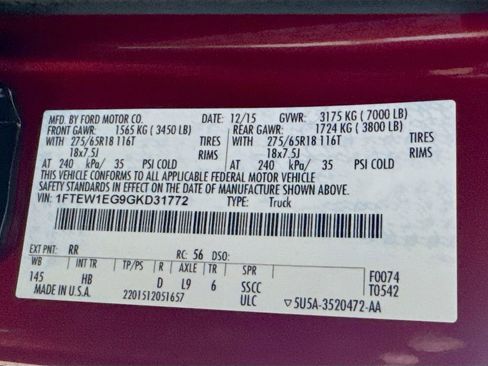 MFD. BY FORD MOTOR CO. DATE: 12/15 GVWR: 3175 KG ( 7000 LB)
FRONT GAWR: 1565 KG ( 3450 LB) REAR GAWR: 1724 KG ( 3800 LB)
WITH 275/65R18 116T TIRES WITH 275/65R18 116T TIRES
18x7.5J RIMS 18x7.5J RIMS
AT 240 kPa/ 35 PSI COLD AT 240 kPa/ 35 PSI COLD
THIS VEHICLE CONFORMS TO ALL APPLICABLE FEDERAL MOTOR VEHICLE
SAFETY STANDARDS IN EFFECT ON THE DATE OF MANUFACTURE SHOWN ABOVE.
VIN: 1FTEW1EG9GKD31772 TYPE: Truck
EXT PNT: RR RC: 56 DSO:
WB INT TR TP/PS R AXLE TR SPR F0074
145 HB D L9 6 SSCC T0542
MADE IN U.S.A. 2201512051657 ULC ▽5U5A-3520472-AA